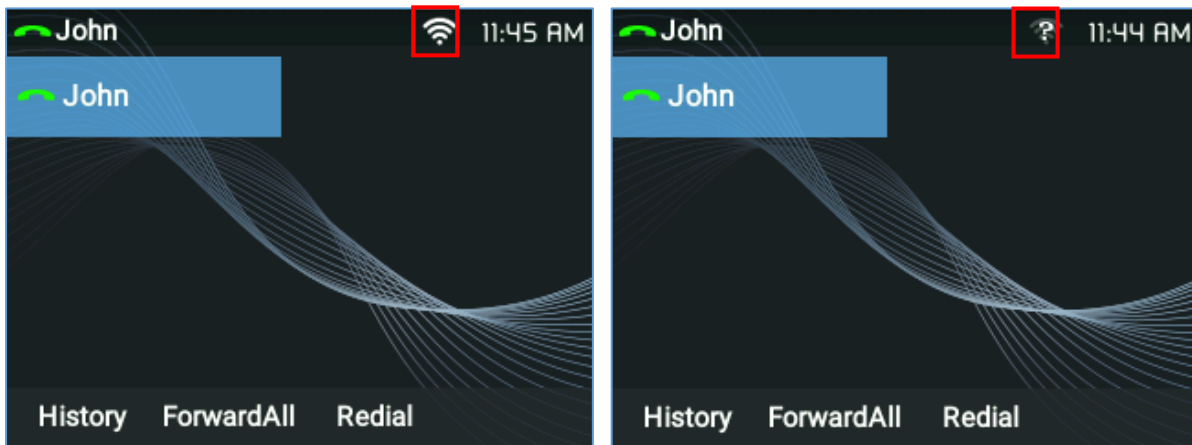 John 11:45 AM
John
History ForwardAll Redial
John ? 11:44 AM
John
History ForwardAll Redial